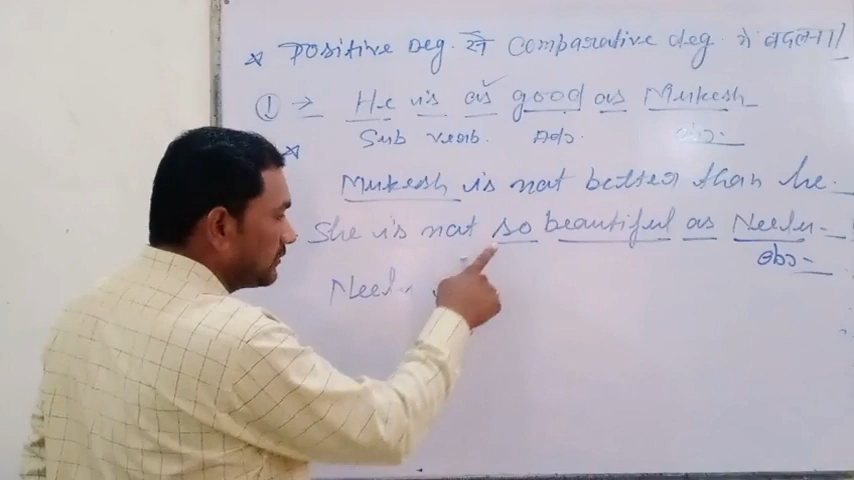 * Positive Deg. से Comparative deg. में बदलना।
① → He is as good as Mukesh
Sub verb. Adj. obj.
* Mukesh is not better than he.
She is not so beautiful as Neelu.
obj.